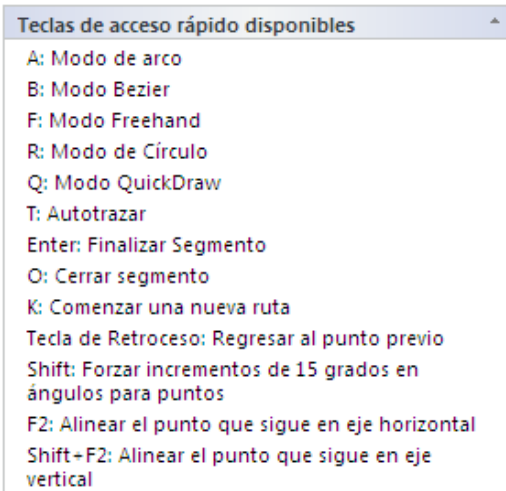 Teclas de acceso rápido disponibles
A: Modo de arco
B: Modo Bezier
F: Modo Freehand
R: Modo de Círculo
Q: Modo QuickDraw
T: Autotrazar
Enter: Finalizar Segmento
O: Cerrar segmento
K: Comenzar una nueva ruta
Tecla de Retroceso: Regresar al punto previo
Shift: Forzar incrementos de 15 grados en
ángulos para puntos
F2: Alinear el punto que sigue en eje horizontal
Shift+F2: Alinear el punto que sigue en eje
vertical